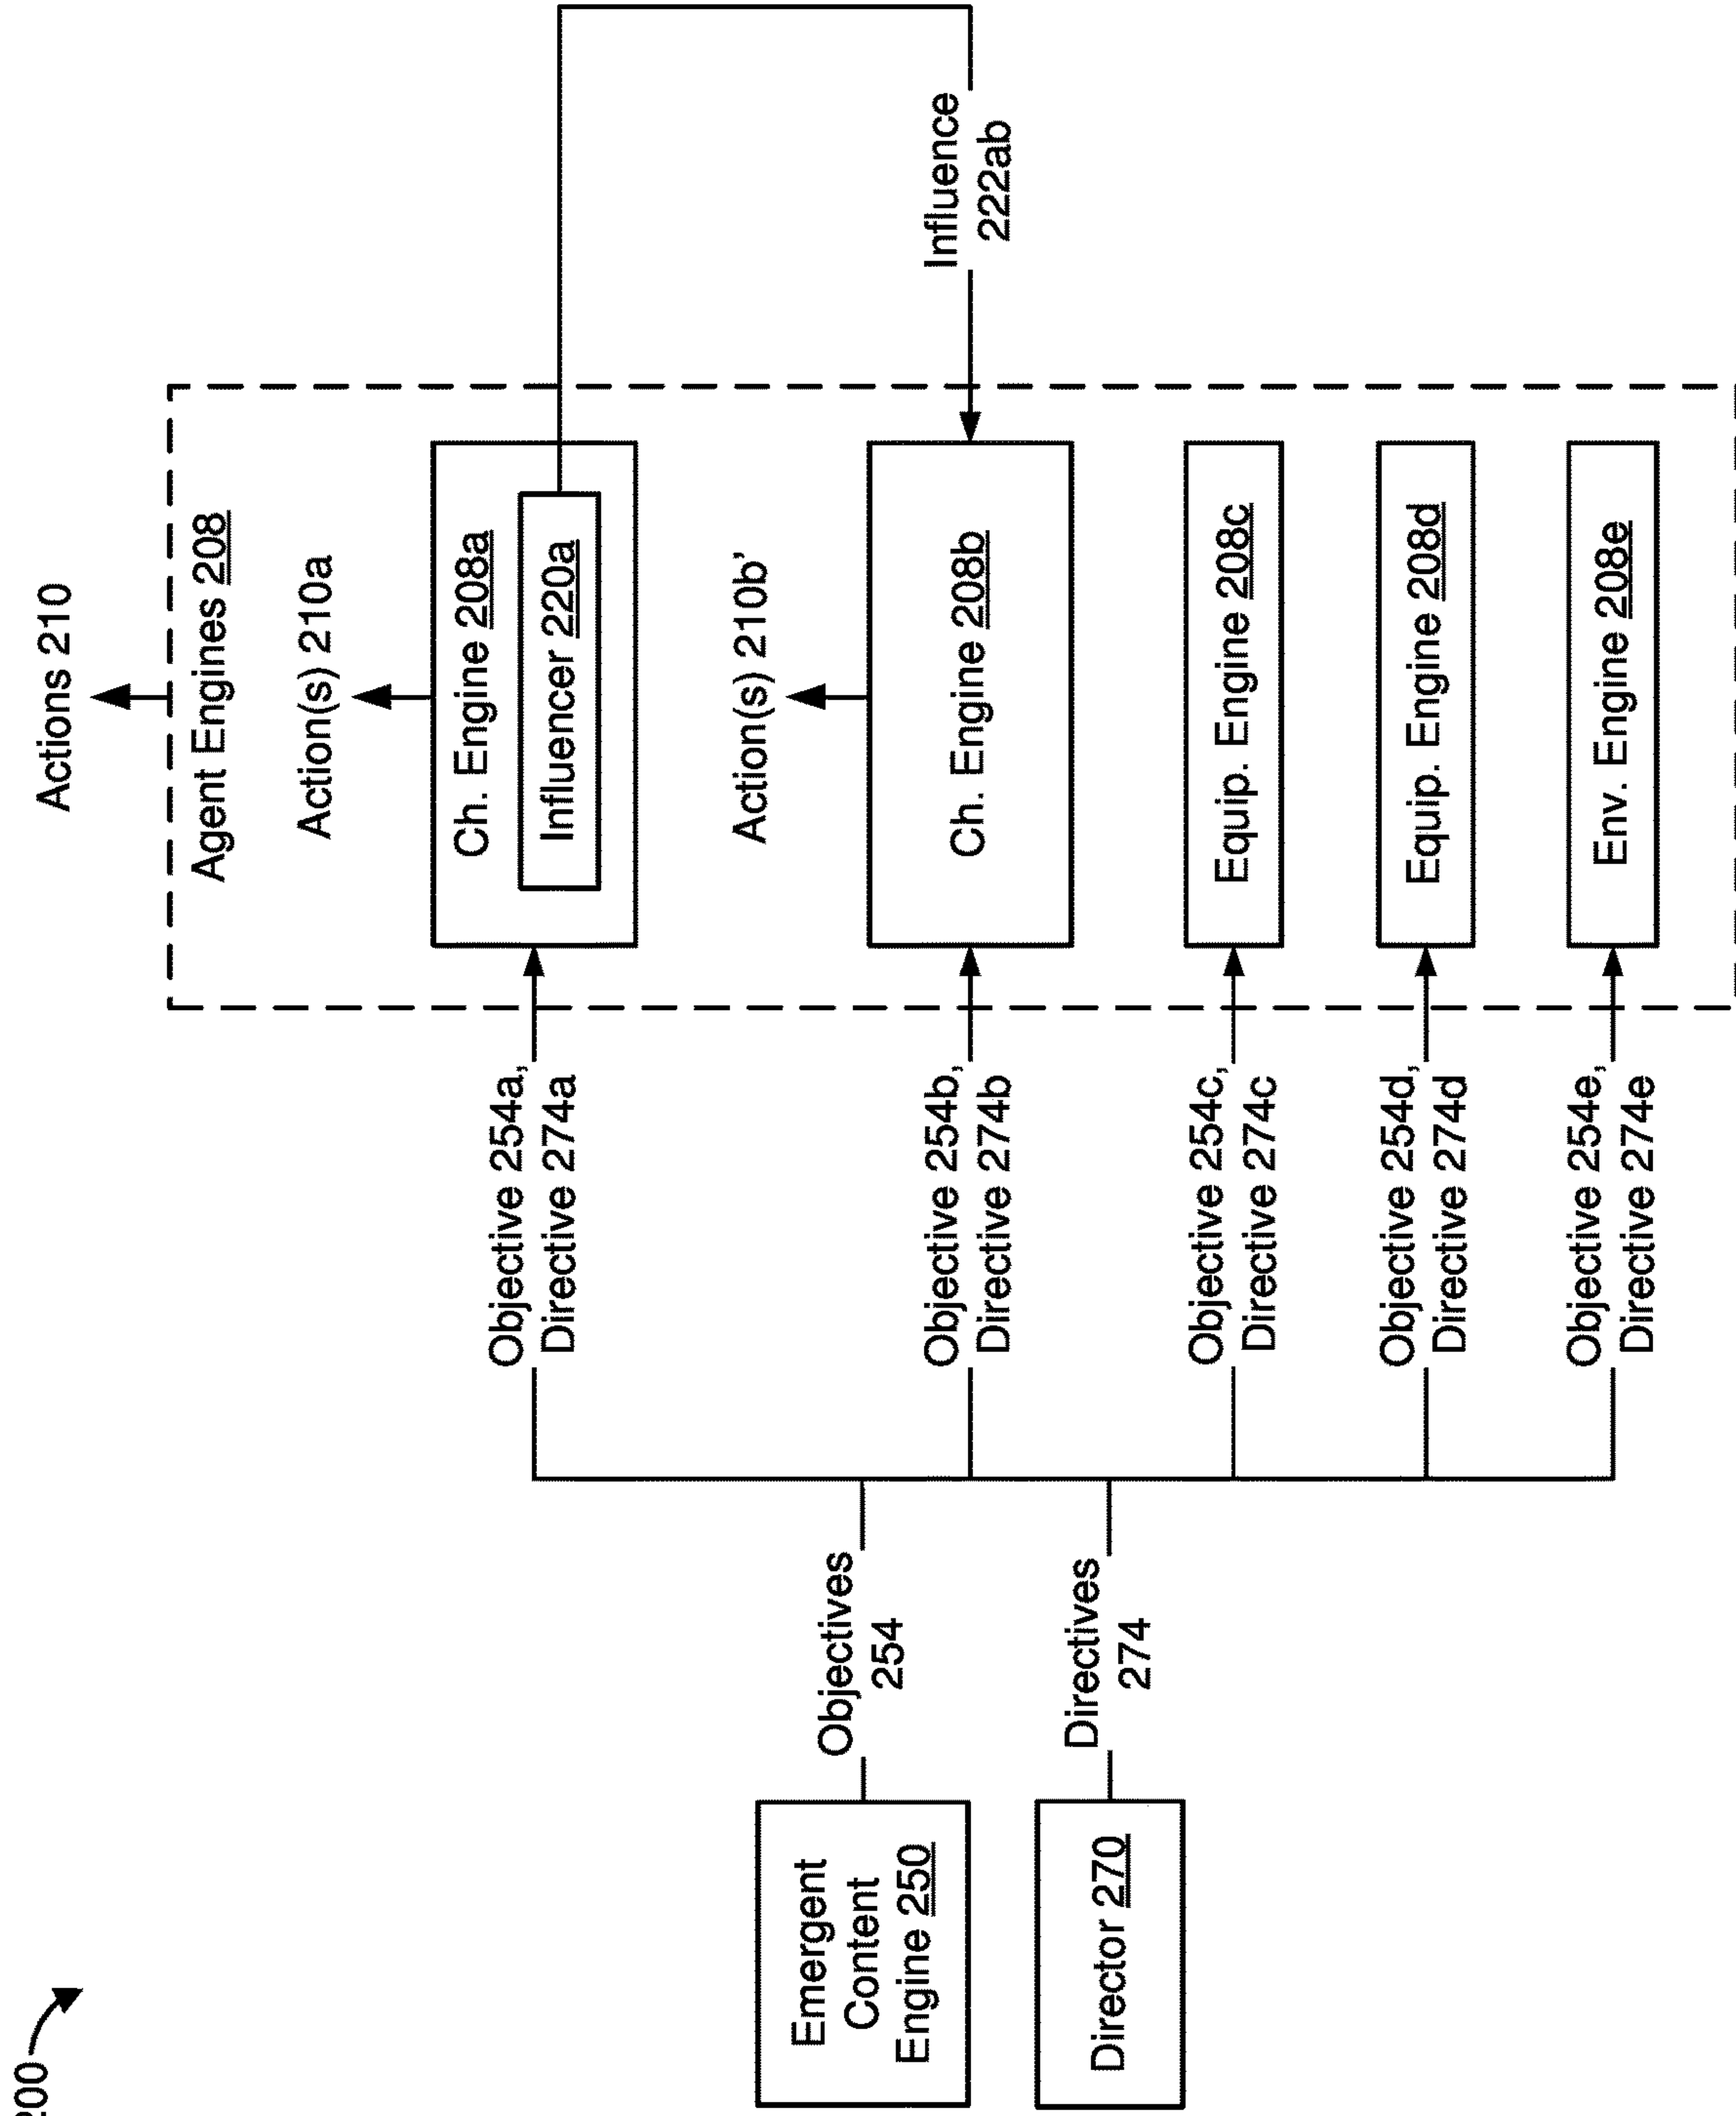 200
Actions 210
Agent Engines 208
Action(s) 210a
Ch. Engine 208a
Influencer 220a
Objective 254a,
Directive 274a
Action(s) 210b’
Ch. Engine 208b
Influence
222ab
Objective 254b,
Directive 274b
Emergent
Content
Engine 250
Objectives
254
Director 270
Directives
274
Objective 254c,
Directive 274c
Equip. Engine 208c
Objective 254d,
Directive 274d
Equip. Engine 208d
Objective 254e,
Directive 274e
Env. Engine 208e